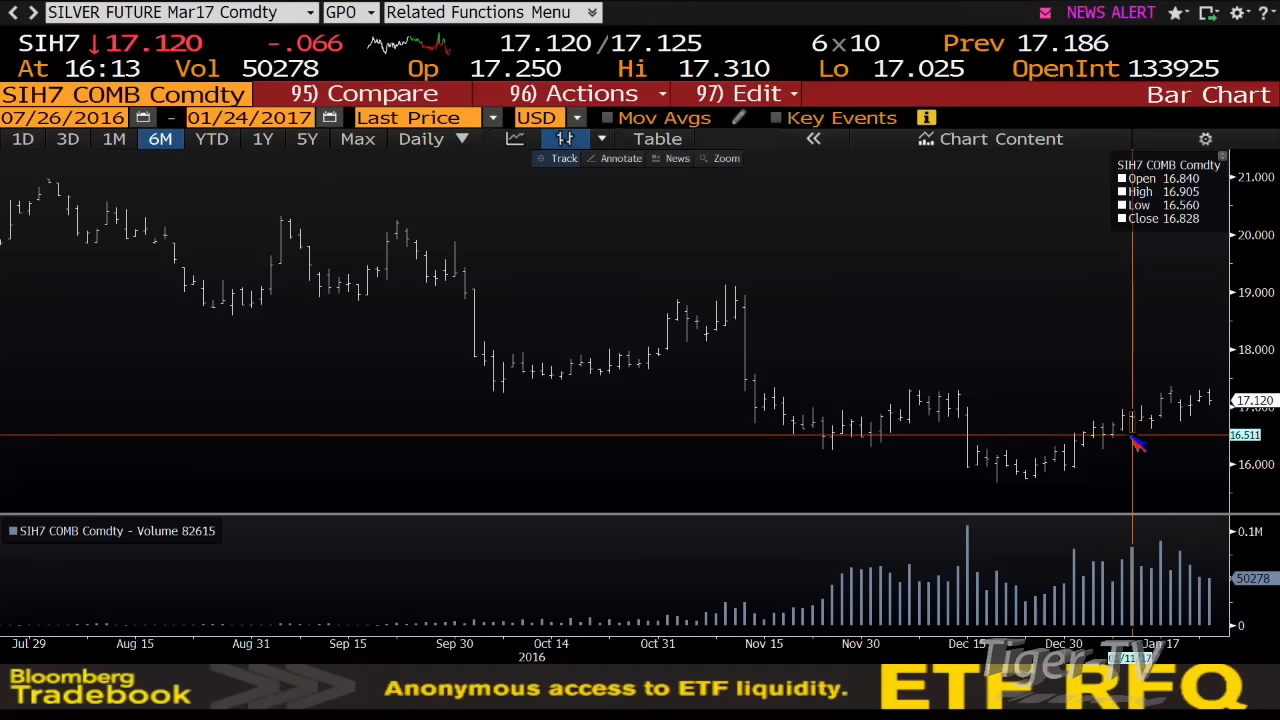 SILVER FUTURE Mar17 Comdty GPO Related Functions Menu NEWS ALERT ?
SIH7 ↓17.120 -.066 17.120/17.125 6x10 Prev 17.186
At 16:13 Vol 50278 Op 17.250 Hi 17.310 Lo 17.025 OpenInt 133925
SIH7 COMB Comdty 95) Compare 96) Actions 97) Edit Bar Chart
07/26/2016 - 01/24/2017 Last Price USD Mov Avgs Key Events
1D 3D 1M 6M YTD 1Y 5Y Max Daily Table « Chart Content
Track Annotate News Zoom
SIH7 COMB Comdty
Open 16.840
High 16.905
Low 16.560
Close 16.828
21.000
20.000
19.000
18.000
17.120
17.000
16.511
16.000
SIH7 COMB Comdty - Volume 82615
0.1M
50278
0
Jul 29 Aug 15 Aug 31 Sep 15 Sep 30 Oct 14 Oct 31 Nov 15 Nov 30 Dec 15 Dec 30 Jan 17
2016 01/11/17
Tiger-TV
Bloomberg
Tradebook
Anonymous access to ETF liquidity.
ETF RFQ